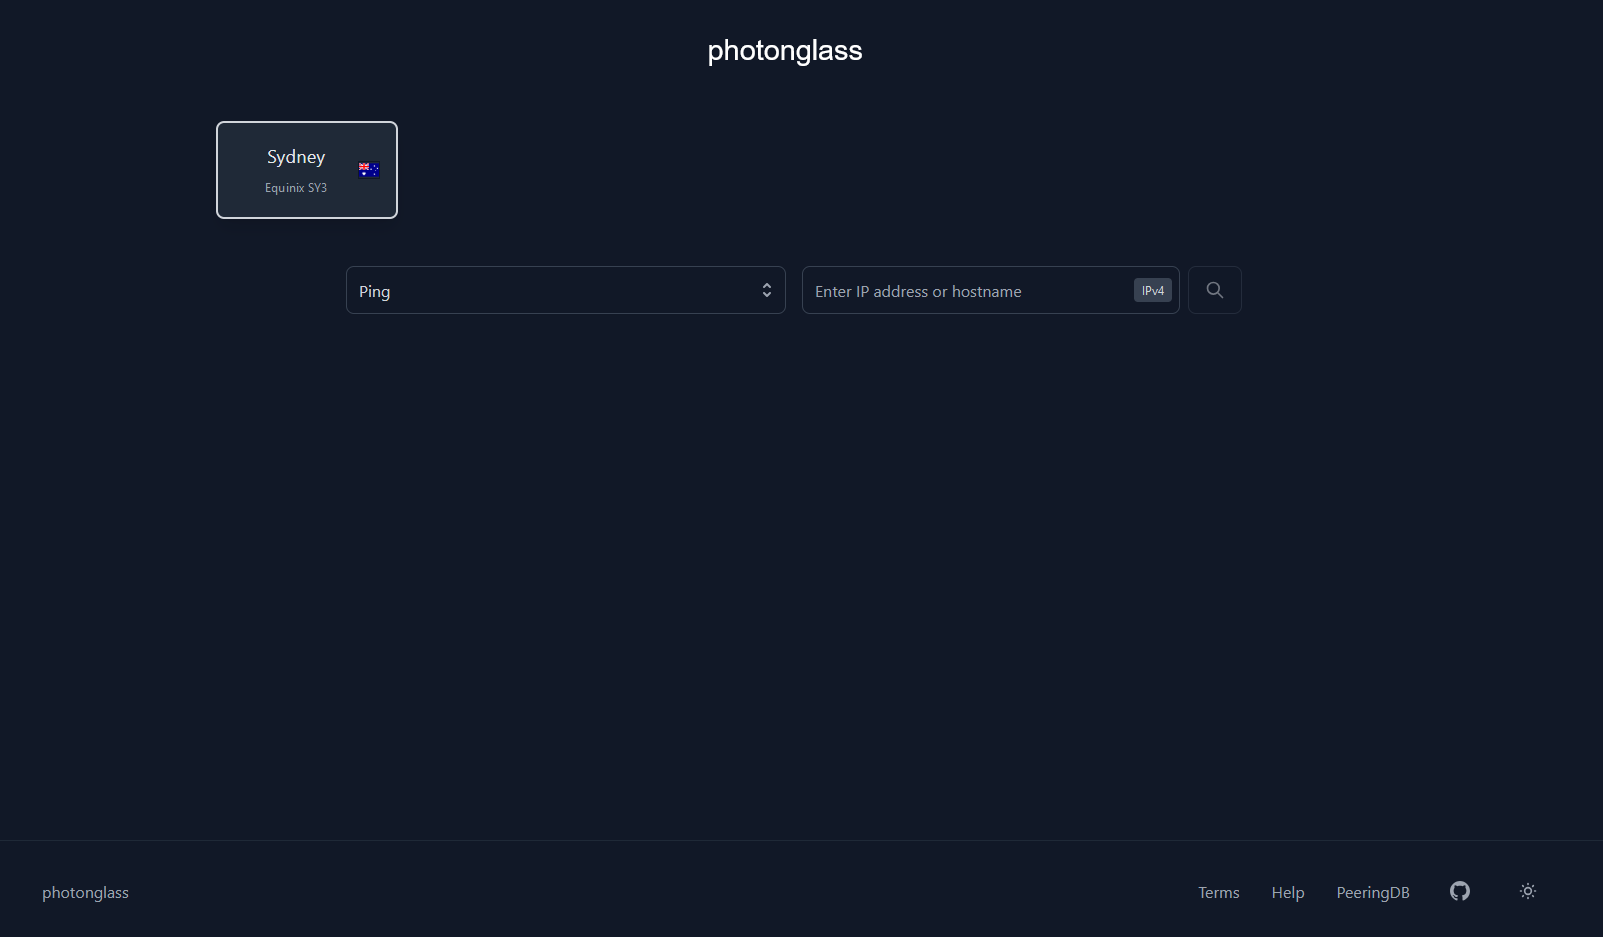 photonglass
Sydney
Equinix SY3
Ping
Enter IP address or hostname
IPv4
photonglass
Terms
Help
PeeringDB